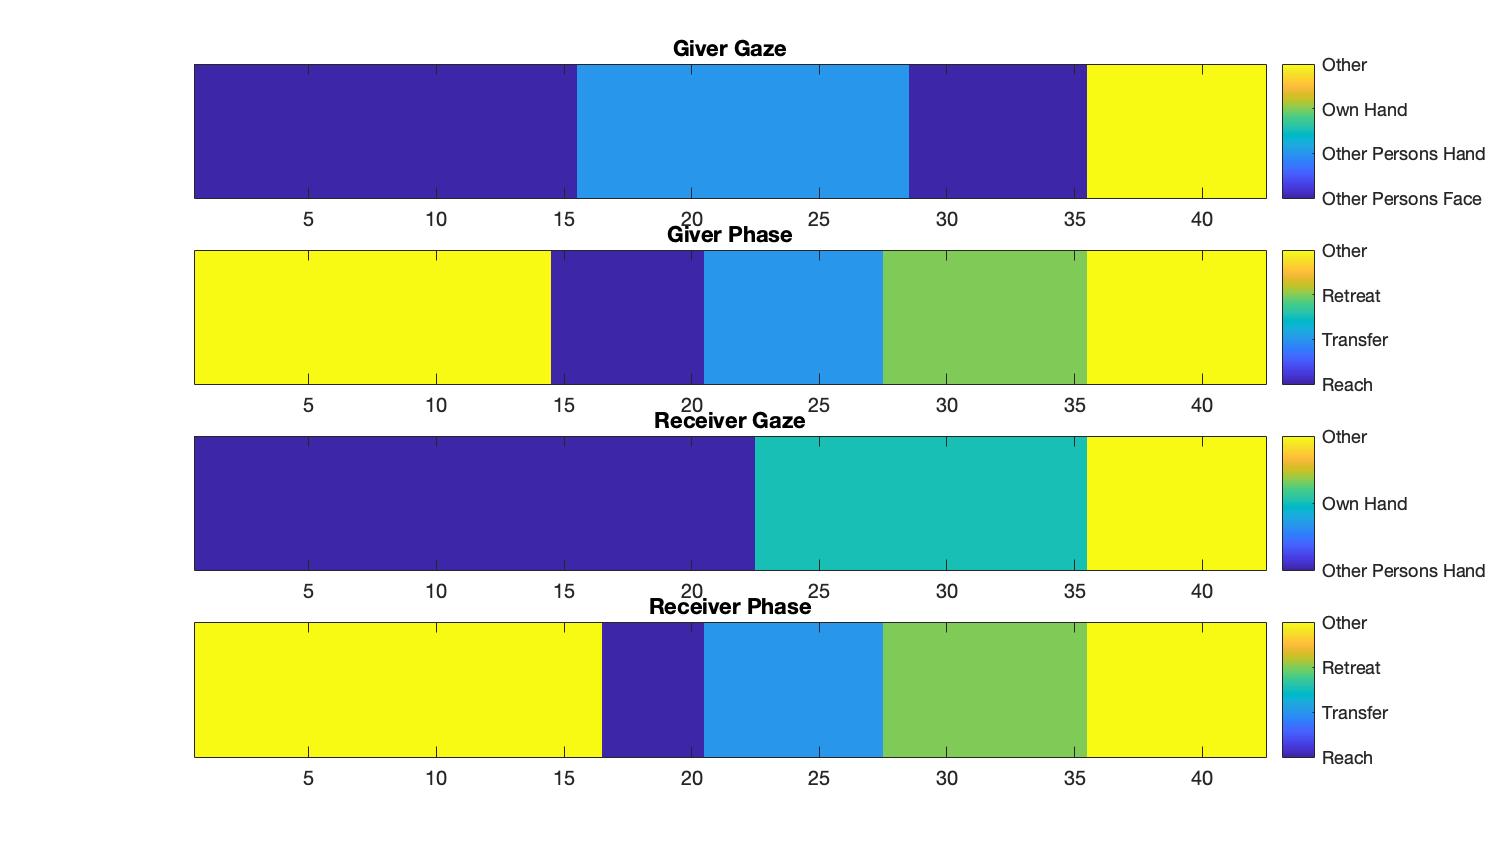 Giver Gaze
Other
Own Hand
Other Persons Hand
Other Persons Face
5 10 15 20 25 30 35 40
Giver Phase
Other
Retreat
Transfer
Reach
5 10 15 20 25 30 35 40
Receiver Gaze
Other
Own Hand
Other Persons Hand
5 10 15 20 25 30 35 40
Receiver Phase
Other
Retreat
Transfer
Reach
5 10 15 20 25 30 35 40